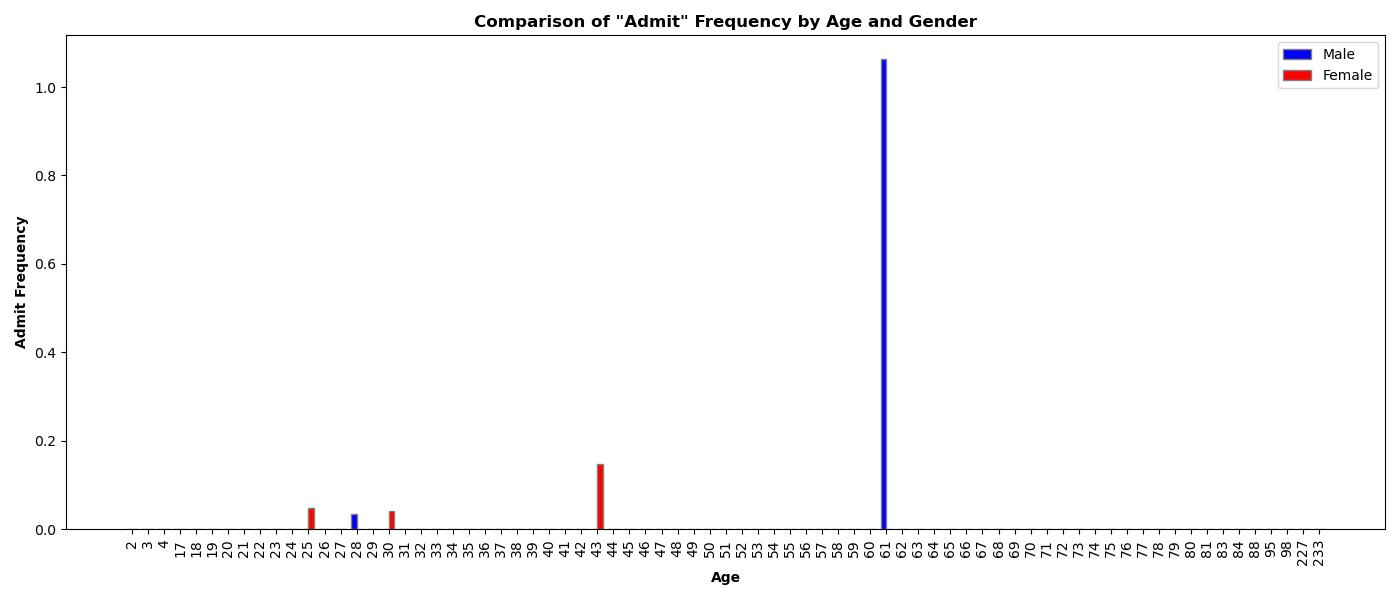 Comparison of "Admit" Frequency by Age and Gender
Male
Female
1.0
0.8
0.6
0.4
0.2
0.0
Admit Frequency
2 3 4 17 18 19 20 21 22 23 24 25 26 27 28 29 30 31 32 33 34 35 36 37 38 39 40 41 42 43 44 45 46 47 48 49 50 51 52 53 54 55 56 57 58 59 60 61 62 63 64 65 66 67 68 69 70 71 72 73 74 75 76 77 78 79 80 81 83 84 88 95 98 227 233
Age